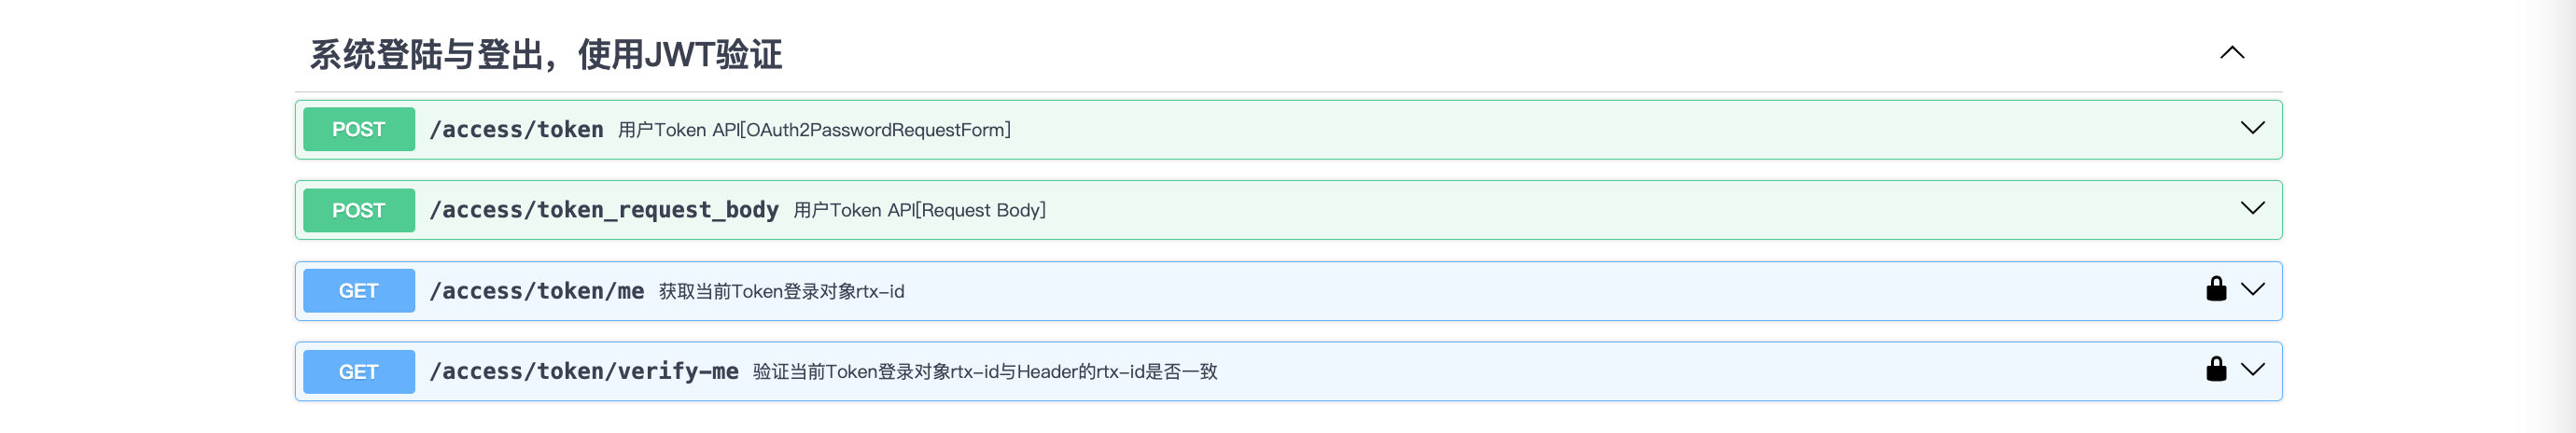 系统登陆与登出，使用JWT验证
POST /access/token 用户Token API[OAuth2PasswordRequestForm]
POST /access/token_request_body 用户Token API[Request Body]
GET /access/token/me 获取当前Token登录对象rtx-id
GET /access/token/verify-me 验证当前Token登录对象rtx-id与Header的rtx-id是否一致